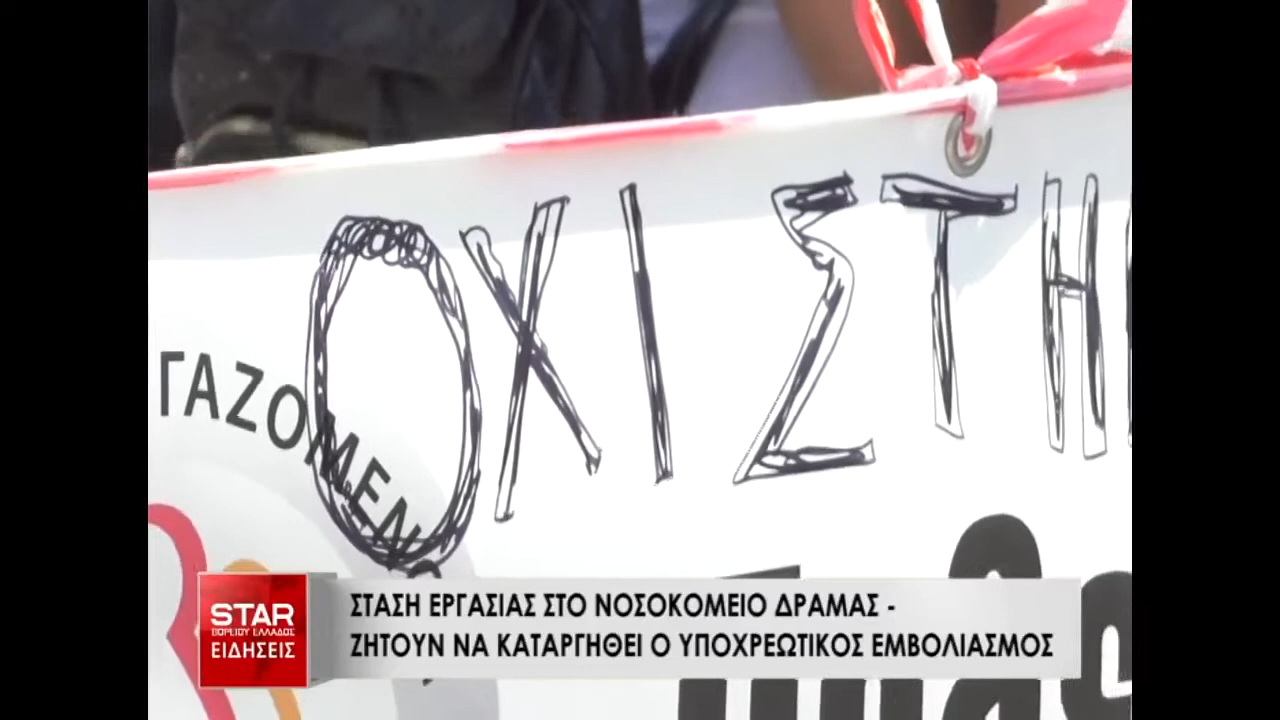 ΟΧΙ ΣΤΗ
ΓΑΖΟΜΕΝ
STAR
ΒΟΡΕΙΟΥ ΕΛΛΑΔΟΣ
ΕΙΔΗΣΕΙΣ
ΣΤΑΣΗ ΕΡΓΑΣΙΑΣ ΣΤΟ ΝΟΣΟΚΟΜΕΙΟ ΔΡΑΜΑΣ -
ΖΗΤΟΥΝ ΝΑ ΚΑΤΑΡΓΗΘΕΙ Ο ΥΠΟΧΡΕΩΤΙΚΟΣ ΕΜΒΟΛΙΑΣΜΟΣ